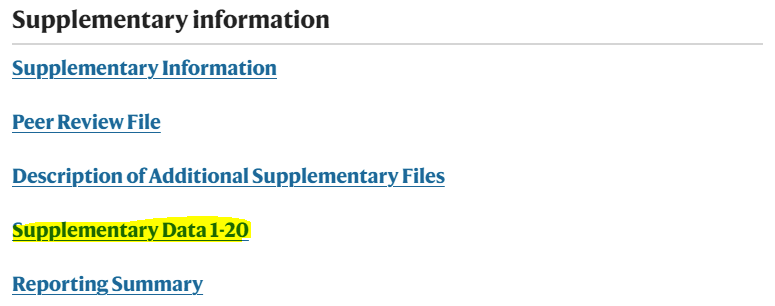 Supplementary information
Supplementary Information
Peer Review File
Description of Additional Supplementary Files
Supplementary Data 1-20
Reporting Summary